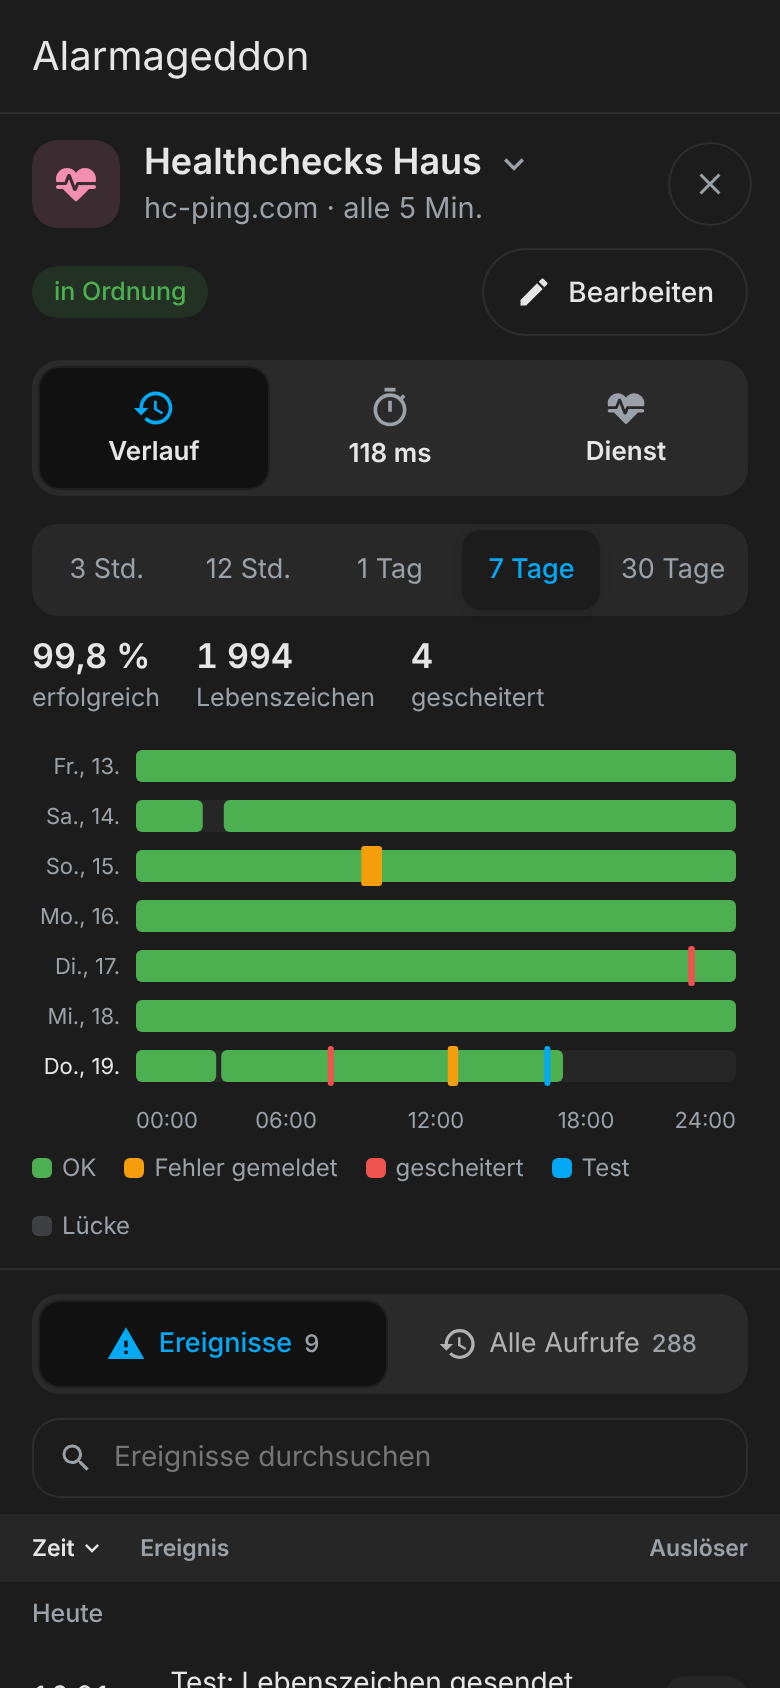 Alarmageddon
Healthchecks Haus
hc-ping.com · alle 5 Min.
in Ordnung
Bearbeiten
Verlauf
118 ms
Dienst
3 Std. 12 Std. 1 Tag 7 Tage 30 Tage
99,8 % 1 994 4
erfolgreich Lebenszeichen gescheitert
Fr., 13.
Sa., 14.
So., 15.
Mo., 16.
Di., 17.
Mi., 18.
Do., 19.
00:00 06:00 12:00 18:00 24:00
OK Fehler gemeldet gescheitert Test
Lücke
Ereignisse 9 Alle Aufrufe 288
Ereignisse durchsuchen
Zeit Ereignis Auslöser
Heute
Test: Lebenszeichen gesendet